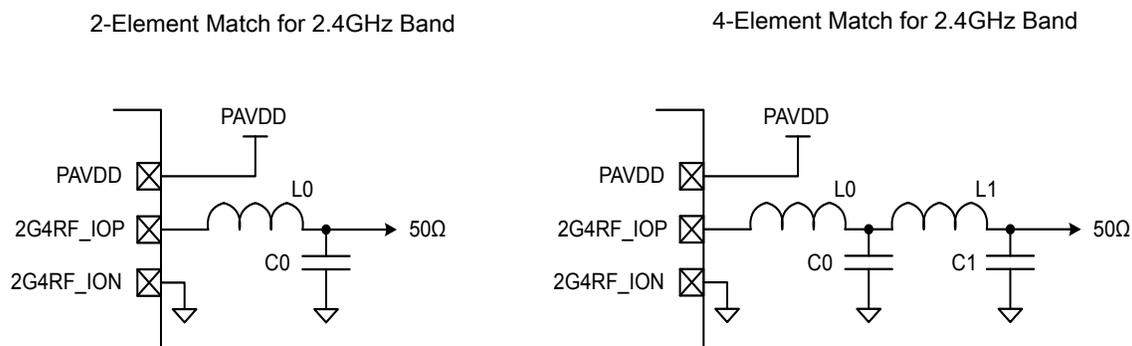 2-Element Match for 2.4GHz Band
PAVDD
PAVDD
L0
2G4RF_IOP
50Ω
C0
2G4RF_ION
4-Element Match for 2.4GHz Band
PAVDD
PAVDD
L0
L1
2G4RF_IOP
50Ω
C0
C1
2G4RF_ION